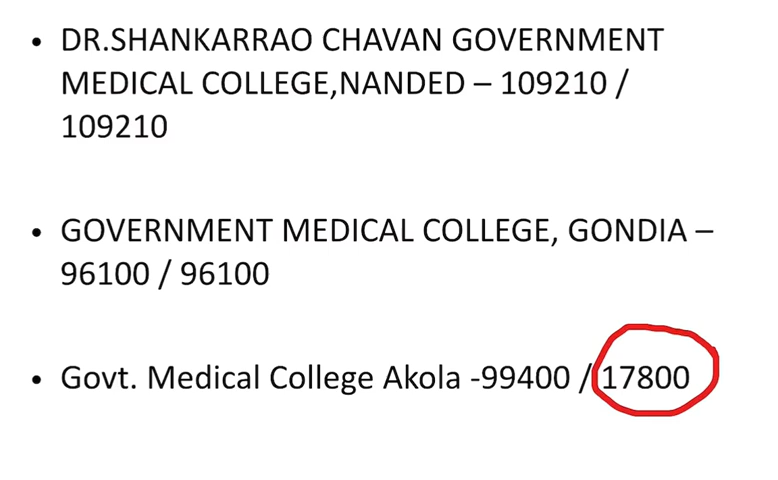 • DR.SHANKARRAO CHAVAN GOVERNMENT
MEDICAL COLLEGE,NANDED – 109210 /
109210
• GOVERNMENT MEDICAL COLLEGE, GONDIA –
96100 / 96100
• Govt. Medical College Akola -99400 / 17800